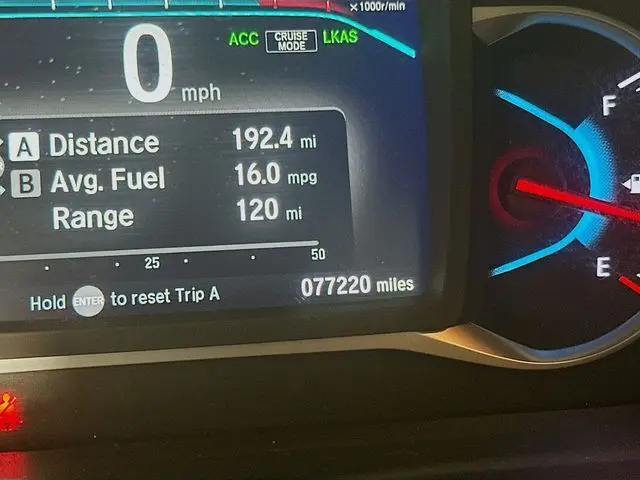 x1000r/min
ACC CRUISE MODE LKAS
0 mph
A Distance 192.4 mi
B Avg. Fuel 16.0 mpg
Range 120 mi
25 50
Hold ENTER to reset Trip A
077220 miles
F
E